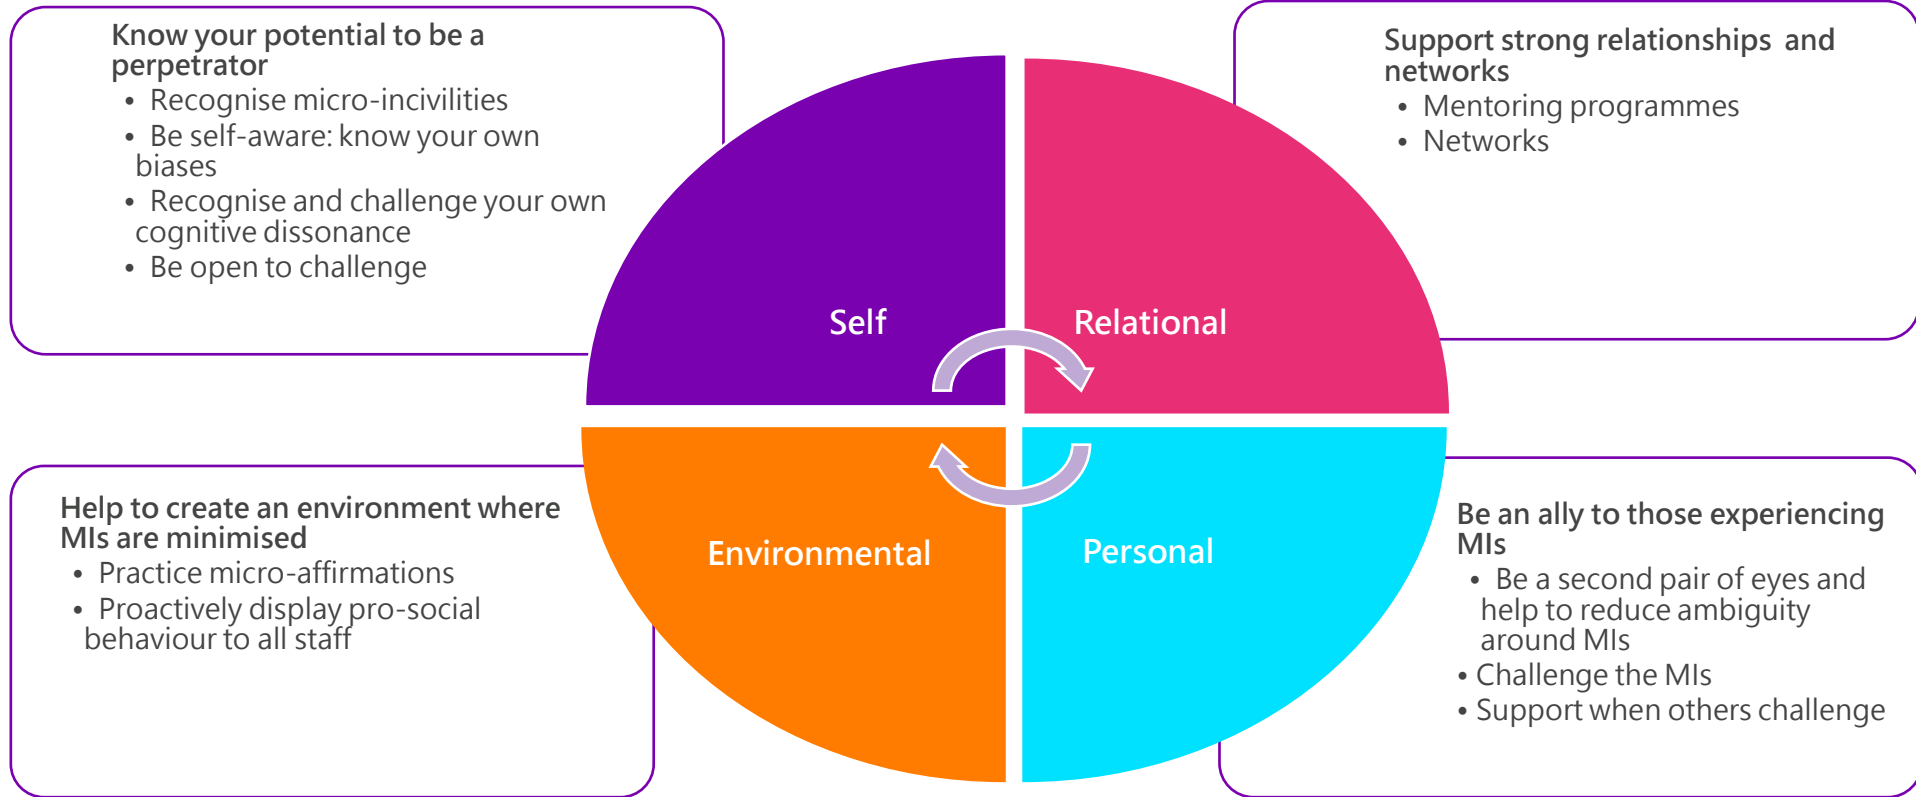 Know your potential to be a
perpetrator
• Recognise micro-incivilities
• Be self-aware: know your own
biases
• Recognise and challenge your own
cognitive dissonance
• Be open to challenge
Support strong relationships and
networks
• Mentoring programmes
• Networks
Self
Relational
Environmental
Personal
Help to create an environment where
MIs are minimised
• Practice micro-affirmations
• Proactively display pro-social
behaviour to all staff
Be an ally to those experiencing
MIs
• Be a second pair of eyes and
help to reduce ambiguity
around MIs
• Challenge the MIs
• Support when others challenge